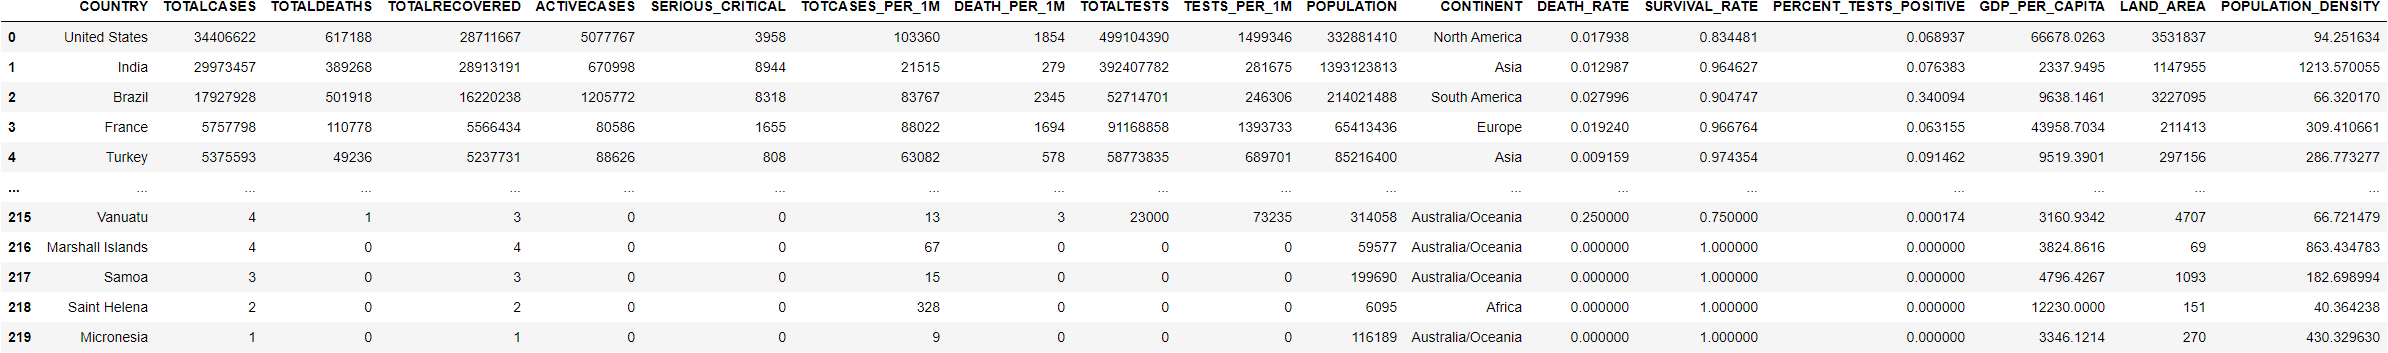 COUNTRY TOTALCASES TOTALDEATHS TOTALRECOVERED ACTIVECASES SERIOUS_CRITICAL TOTCASES_PER_1M DEATH_PER_1M TOTALTESTS TESTS_PER_1M POPULATION CONTINENT DEATH_RATE SURVIVAL_RATE PERCENT_TESTS_POSITIVE GDP_PER_CAPITA LAND_AREA POPULATION_DENSITY
0 United States 34406622 617188 28711667 5077767 3958 103360 1854 499104390 1499346 332881410 North America 0.017938 0.834481 0.068937 66678.0263 3531837 94.251634
1 India 29973457 389268 28913191 670998 8944 21515 279 392407782 281675 1393123813 Asia 0.012987 0.964627 0.076383 2337.9495 1147955 1213.570055
2 Brazil 17927928 501918 16220238 1205772 8318 83767 2345 52714701 246306 214021488 South America 0.027996 0.904747 0.340094 9638.1461 3227095 66.320170
3 France 5757798 110778 5566434 80586 1655 88022 1694 91168858 1393733 65413436 Europe 0.019240 0.966764 0.063155 43958.7034 211413 309.410661
4 Turkey 5375593 49236 5237731 88626 808 63082 578 58773835 689701 85216400 Asia 0.009159 0.974354 0.091462 9519.3901 297156 286.773277
... ... ... ... ... ... ... ... ... ... ... ... ... ... ... ... ... ... ...
215 Vanuatu 4 1 3 0 0 13 3 23000 73235 314058 Australia/Oceania 0.250000 0.750000 0.000174 3160.9342 4707 66.721479
216 Marshall Islands 4 0 4 0 0 67 0 0 0 59577 Australia/Oceania 0.000000 1.000000 0.000000 3824.8616 69 863.434783
217 Samoa 3 0 3 0 0 15 0 0 0 199690 Australia/Oceania 0.000000 1.000000 0.000000 4796.4267 1093 182.698994
218 Saint Helena 2 0 2 0 0 328 0 0 0 6095 Africa 0.000000 1.000000 0.000000 12230.0000 151 40.364238
219 Micronesia 1 0 1 0 0 9 0 0 0 116189 Australia/Oceania 0.000000 1.000000 0.000000 3346.1214 270 430.329630